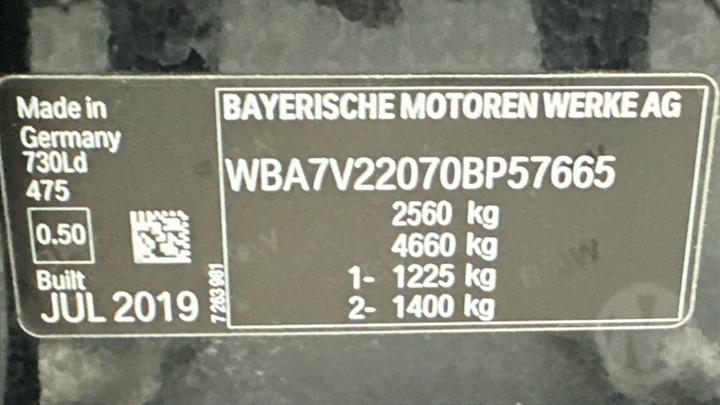 Made in
Germany
730Ld
475
0.50
Built
JUL 2019
7 263 981
BAYERISCHE MOTOREN WERKE AG
WBA7V22070BP57665
2560 kg
4660 kg
1- 1225 kg
2- 1400 kg